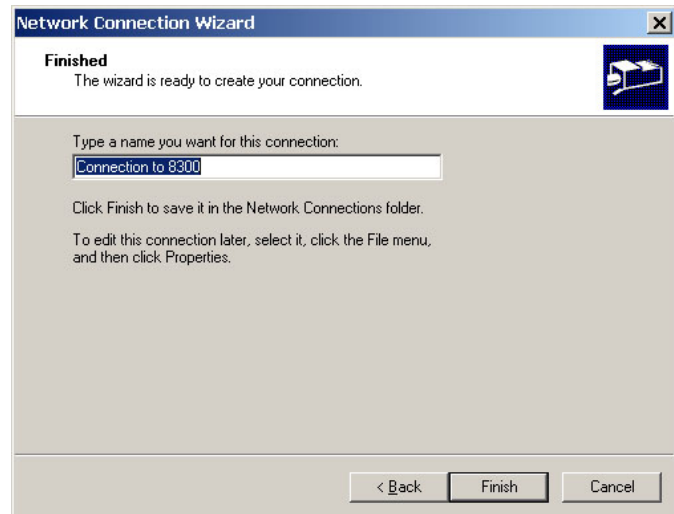 Network Connection Wizard
Finished
The wizard is ready to create your connection.
Type a name you want for this connection:
Connection to 8300
Click Finish to save it in the Network Connections folder.
To edit this connection later, select it, click the File menu,
and then click Properties.
< Back
Finish
Cancel